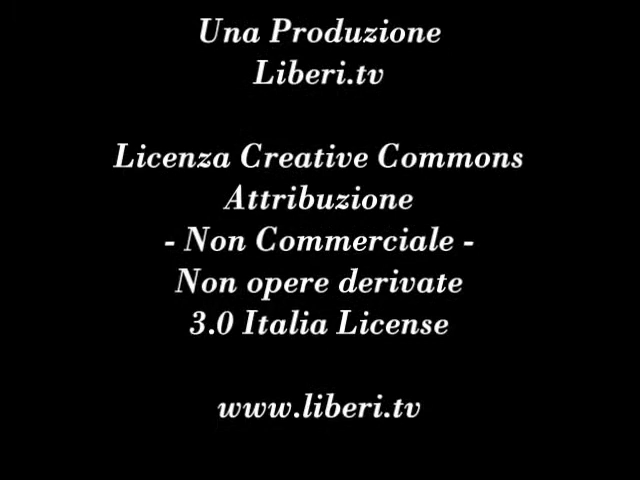 Una Produzione
Liberi.tv
Licenza Creative Commons
Attribuzione
- Non Commerciale -
Non opere derivate
3.0 Italia License
www.liberi.tv